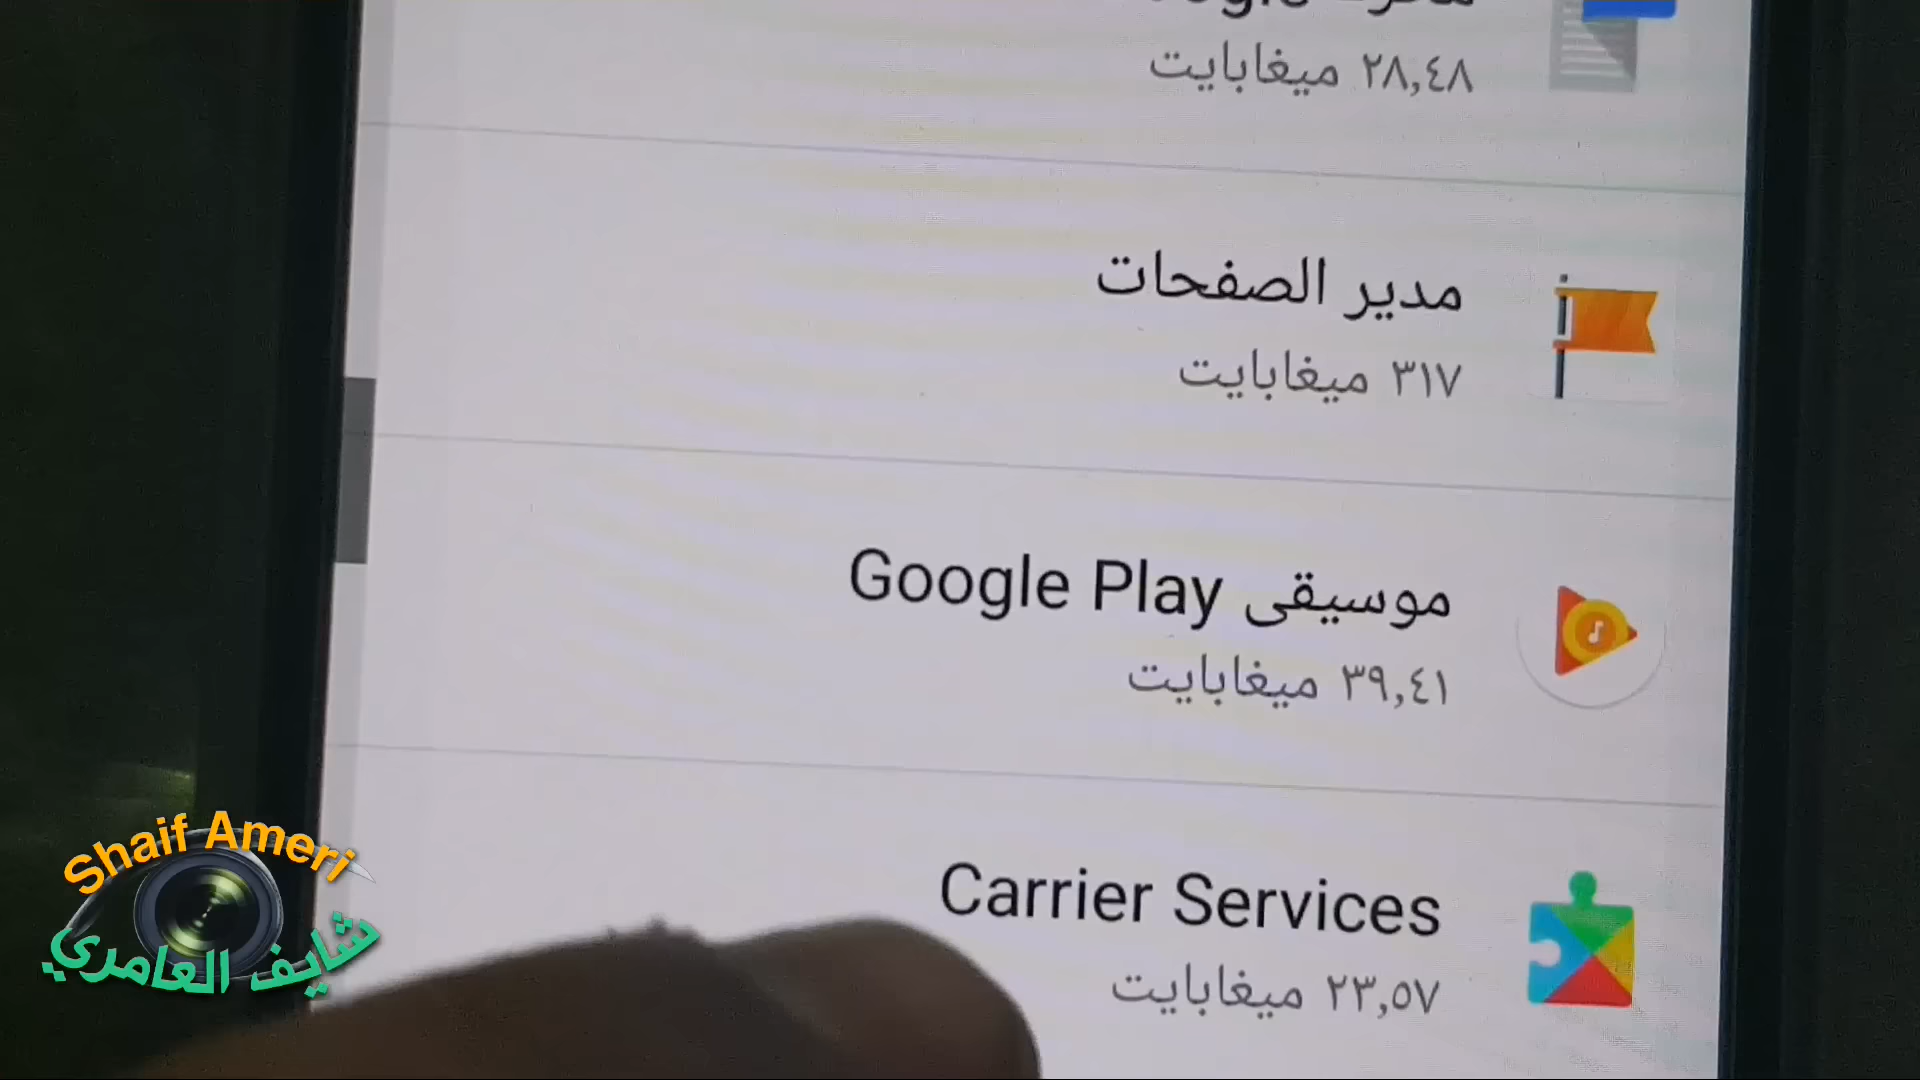 ٢٨,٤٨ ميغابايت
مدير الصفحات
٣١٧ ميغابايت
موسيقى Google Play
٣٩,٤١ ميغابايت
Carrier Services
٢٣,٥٧ ميغابايت
Shaif Ameri
شايف العامري